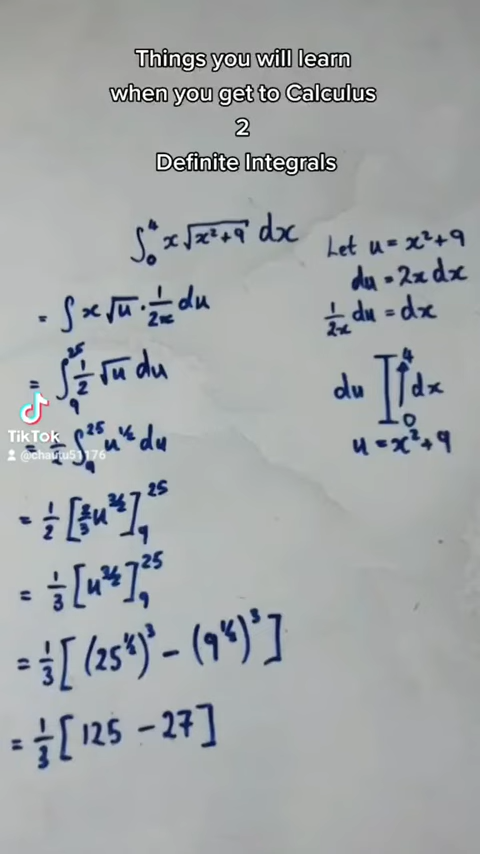 Things you will learn
when you get to Calculus
2
Definite Integrals
∫₀⁴ x√(x²+9) dx
Let u = x²+9
du = 2x dx
1/2x du = dx
= ∫ x√u · 1/2x du
= ∫₉²⁵ 1/2 √u du
du
4
dx
0
u = x²+9
TikTok
@chautu51176
= 1/2 ∫₉²⁵ u^1/2 du
= 1/2 [2/3 u^3/2]₉²⁵
= 1/3 [u^3/2]₉²⁵
= 1/3 [(25^1/2)³ − (9^1/2)³]
= 1/3 [125 − 27]